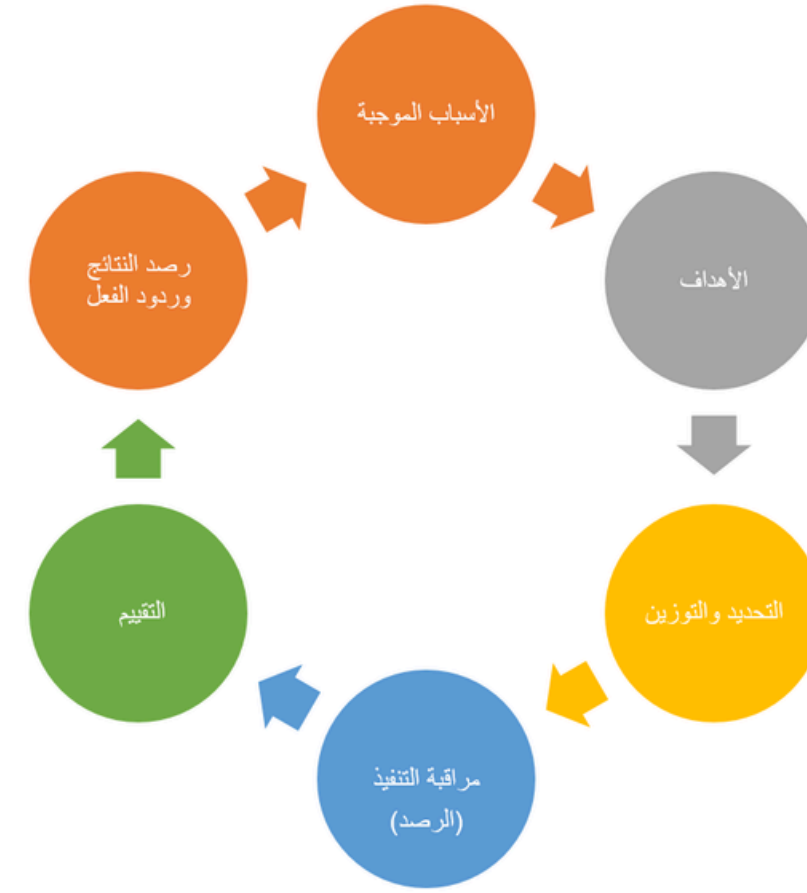 الأسباب الموجبة
الأهداف
التحديد والتوزين
مراقبة التنفيذ
(الرصد)
التقييم
رصد النتائج
وردود الفعل